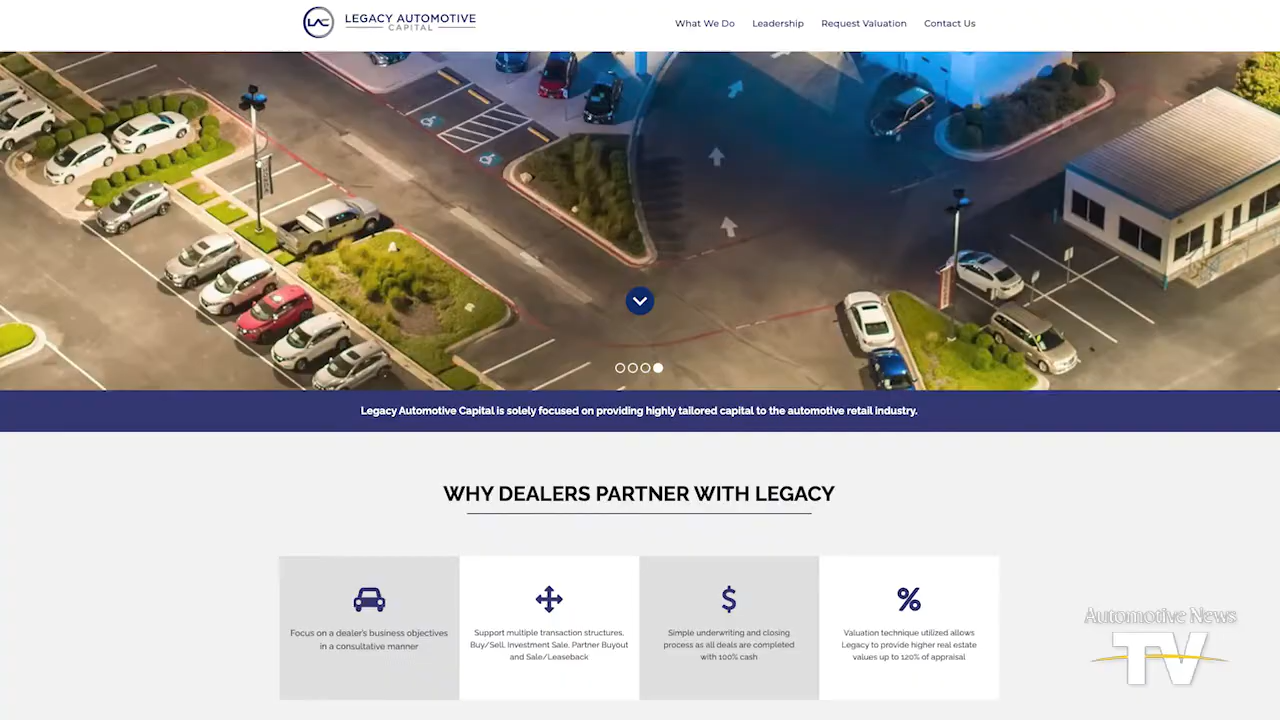 LAC
LEGACY AUTOMOTIVE
CAPITAL
What We Do
Leadership
Request Valuation
Contact Us
Legacy Automotive Capital is solely focused on providing highly tailored capital to the automotive retail industry.
WHY DEALERS PARTNER WITH LEGACY
Focus on a dealer's business objectives
in a consultative manner
Support multiple transaction structures,
Buy/Sell, Investment Sale, Partner Buyout
and Sale/Leaseback
$
Simple underwriting and closing
process as all deals are completed
with 100% cash
%
Valuation technique utilized allows
Legacy to provide higher real estate
values up to 120% of appraisal
Automotive News
TV